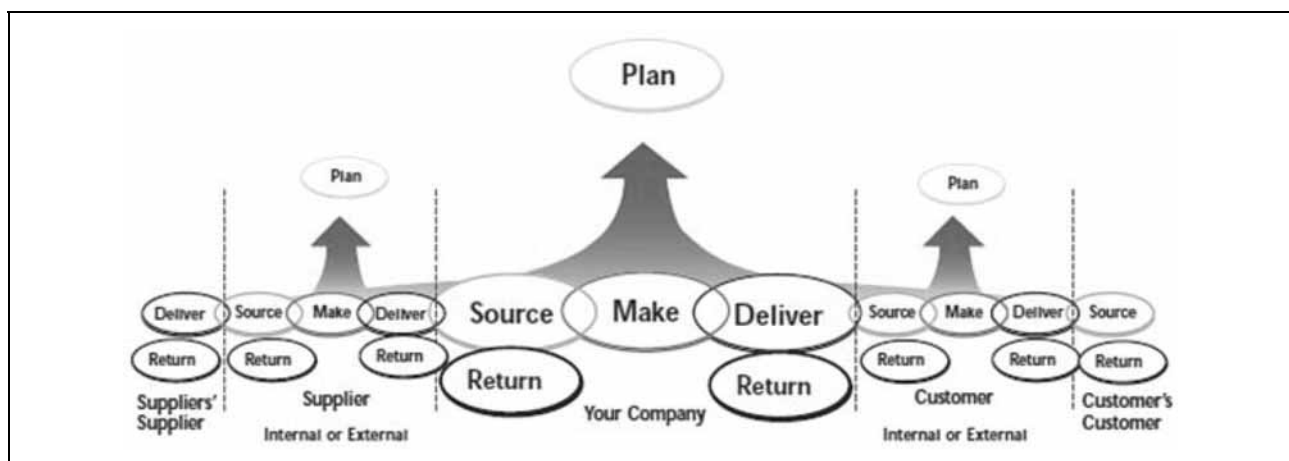 Plan
Plan
Plan
Deliver Source Make Deliver Source Make Deliver Source Make Deliver Source
Return Return Return Return Return Return Return Return
Suppliers'
Supplier
Supplier
Internal or External
Your Company
Customer
Internal or External
Customer's
Customer